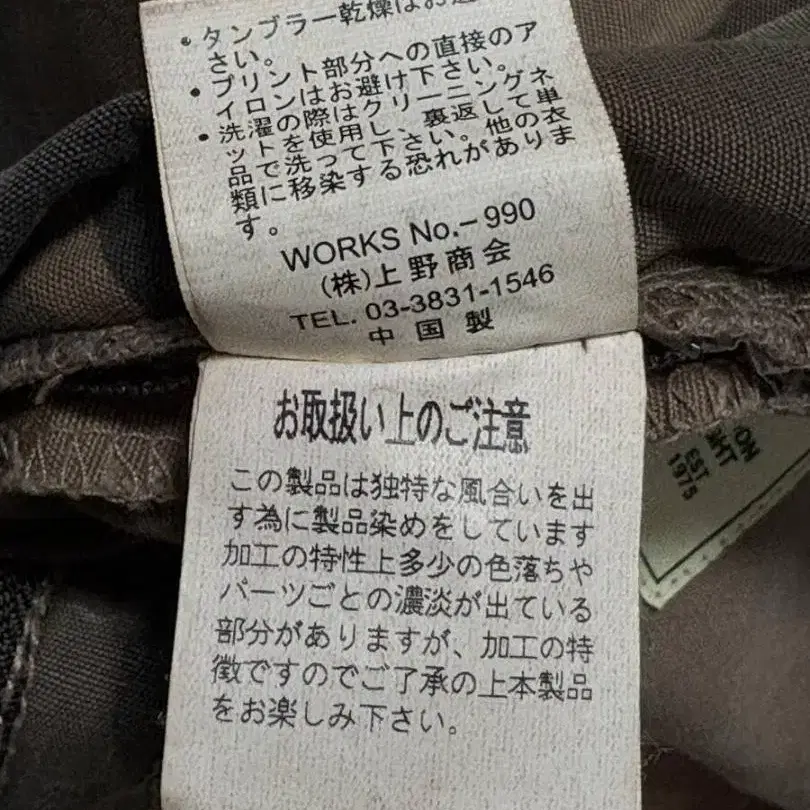 ・タンブラー乾燥はお避
さい。
・プリント部分への直接のア
イロンはお避け下さい。
・洗濯の際はクリーニングネ
ットを使用し、裏返して単
品で洗って下さい。他の衣
類に移染する恐れがありま
す。
WORKS No.-990
(株)上野商会
TEL. 03-3831-1546
中国製
お取扱い上のご注意
この製品は独特な風合いを出
す為に製品染めをしています
加工の特性上多少の色落ちや
パーツごとの濃淡が出ている
部分がありますが、加工の特
徴ですのでご了承の上本製品
をお楽しみ下さい。
ON
HT
EST
1975